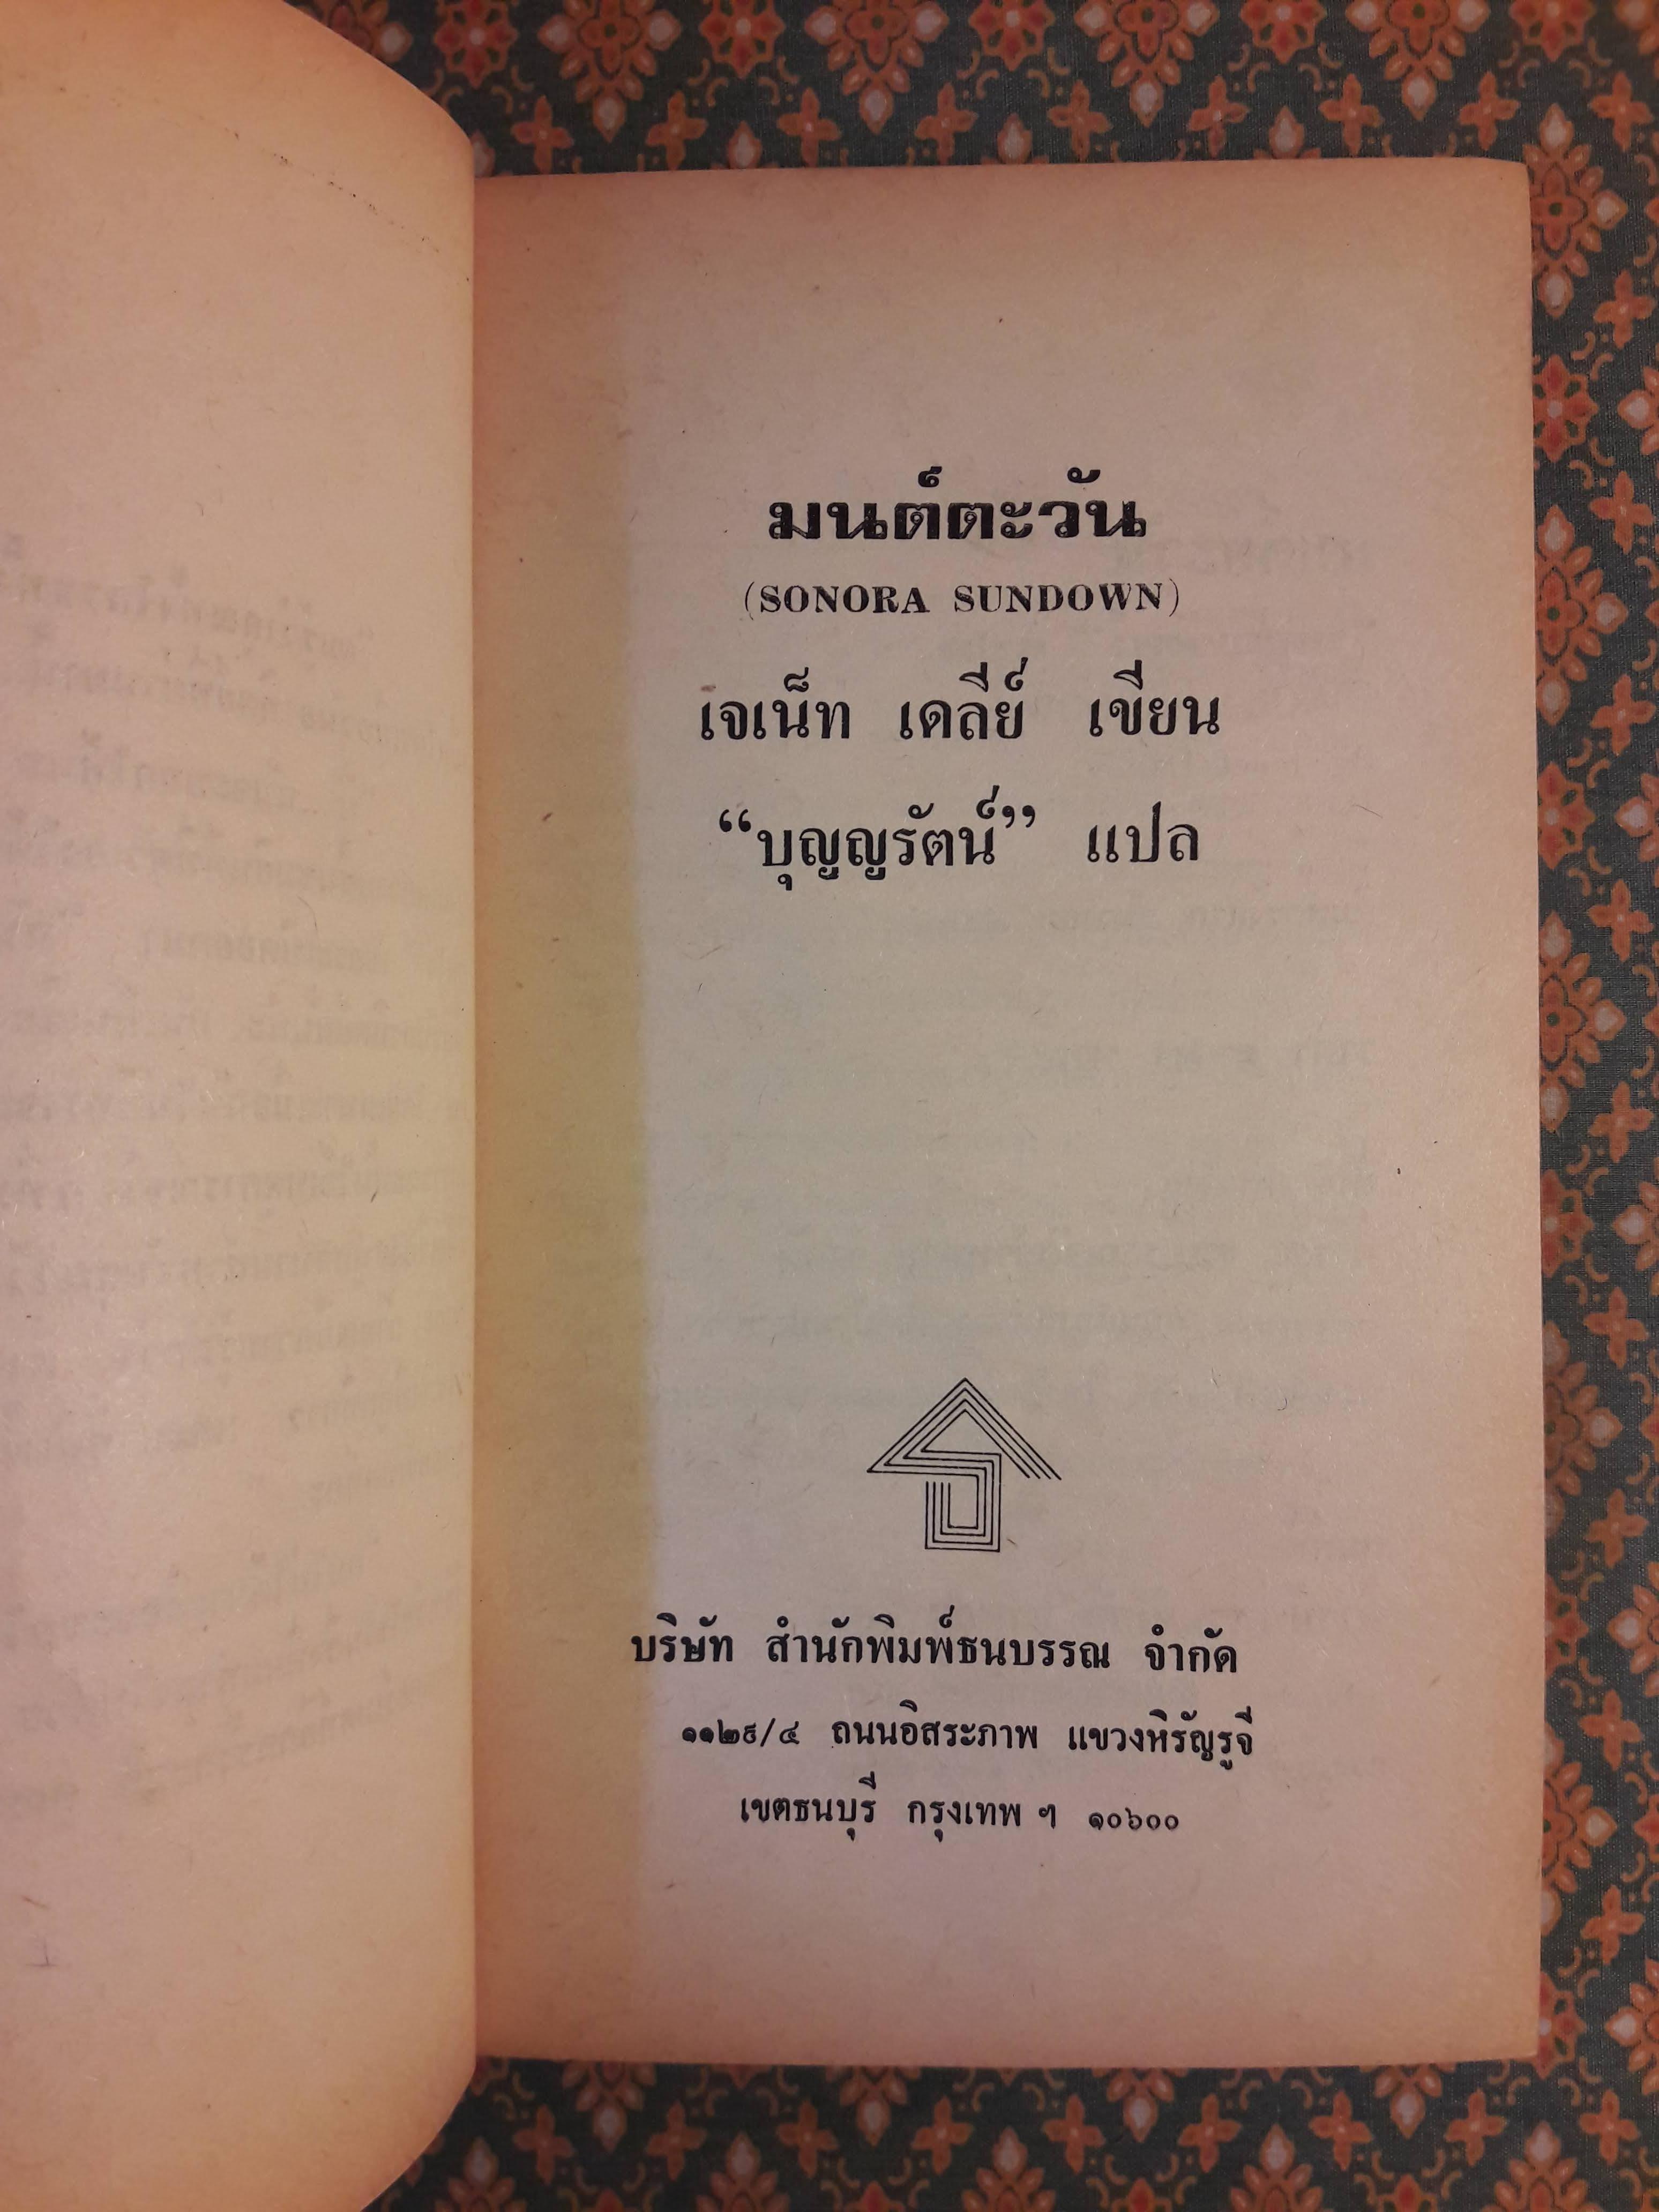 มนต์ตะวัน
(SONORA SUNDOWN)
เจเน็ท เดลีย์ เขียน
“บุญญรัตน์” แปล
บริษัท สำนักพิมพ์ธนบรรณ จำกัด
๑๑๒๙/๔ ถนนอิสระภาพ แขวงหิรัญรูจี
เขตธนบุรี กรุงเทพ ฯ ๑๐๖๐๐